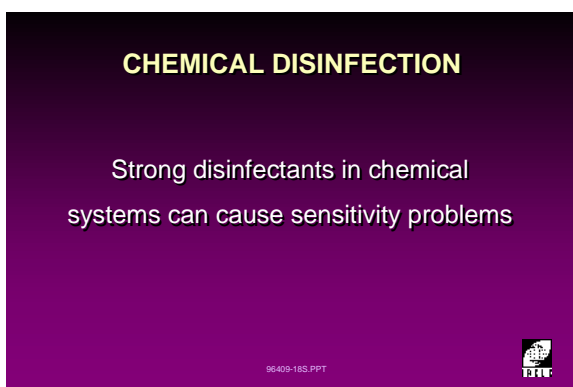 CHEMICAL DISINFECTION
Strong disinfectants in chemical
systems can cause sensitivity problems
96409-18S.PPT